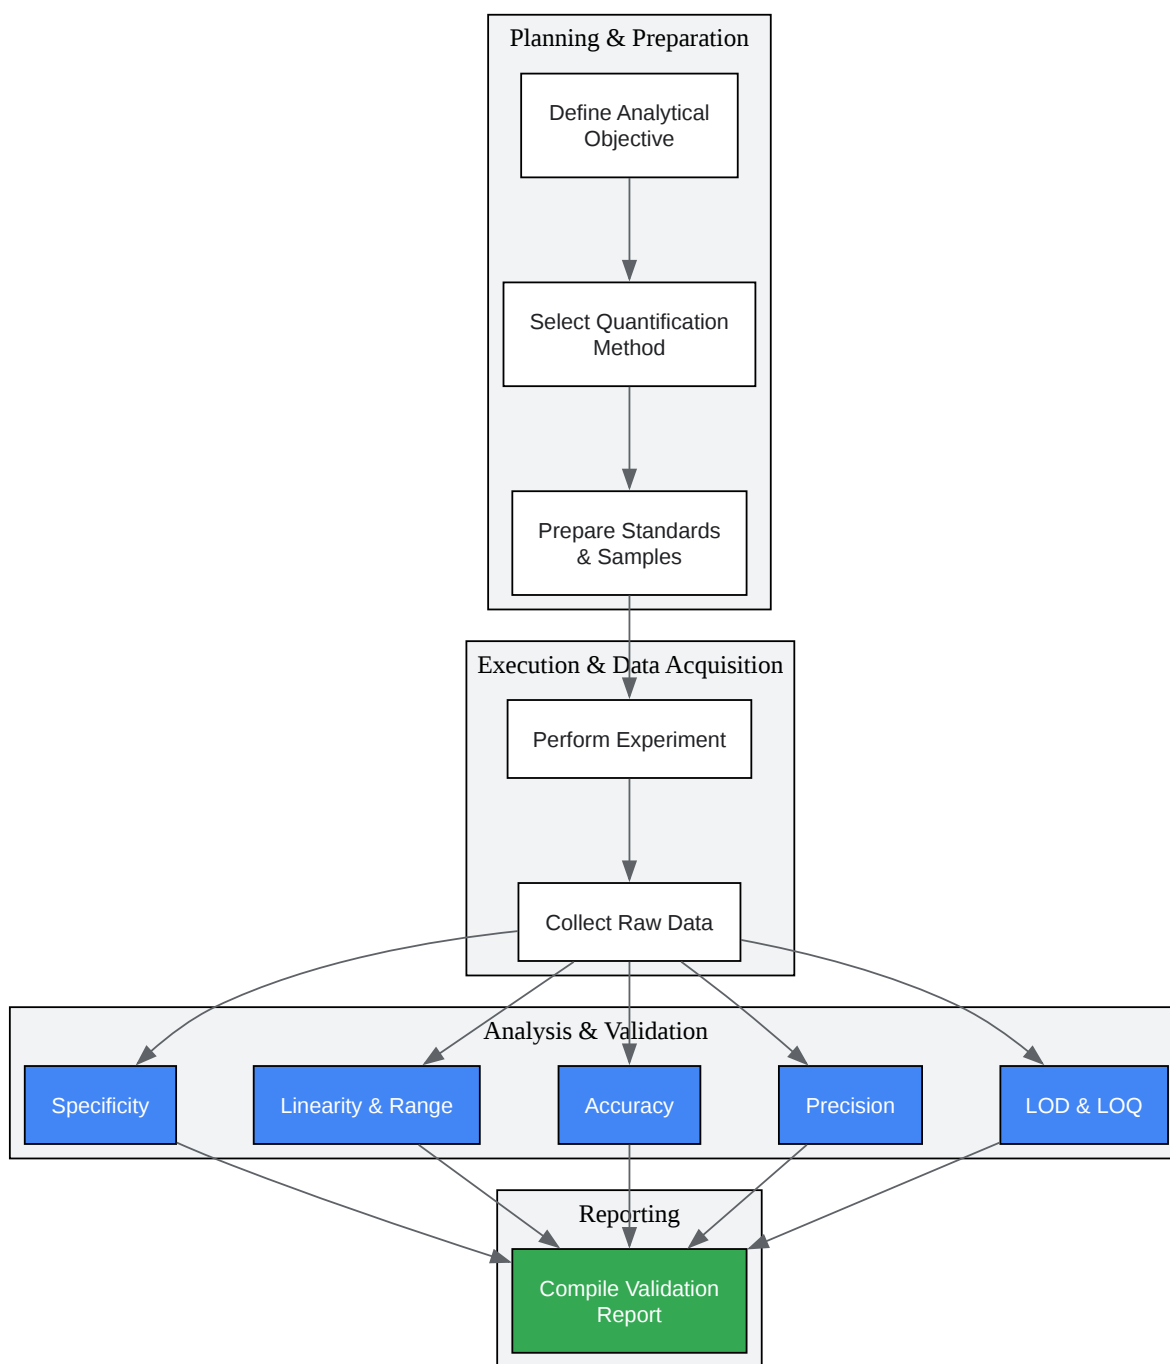 Planning & Preparation
Define Analytical
Objective
Select Quantification
Method
Prepare Standards
& Samples
Execution & Data Acquisition
Perform Experiment
Collect Raw Data
Analysis & Validation
Specificity
Linearity & Range
Accuracy
Precision
LOD & LOQ
Reporting
Compile Validation
Report